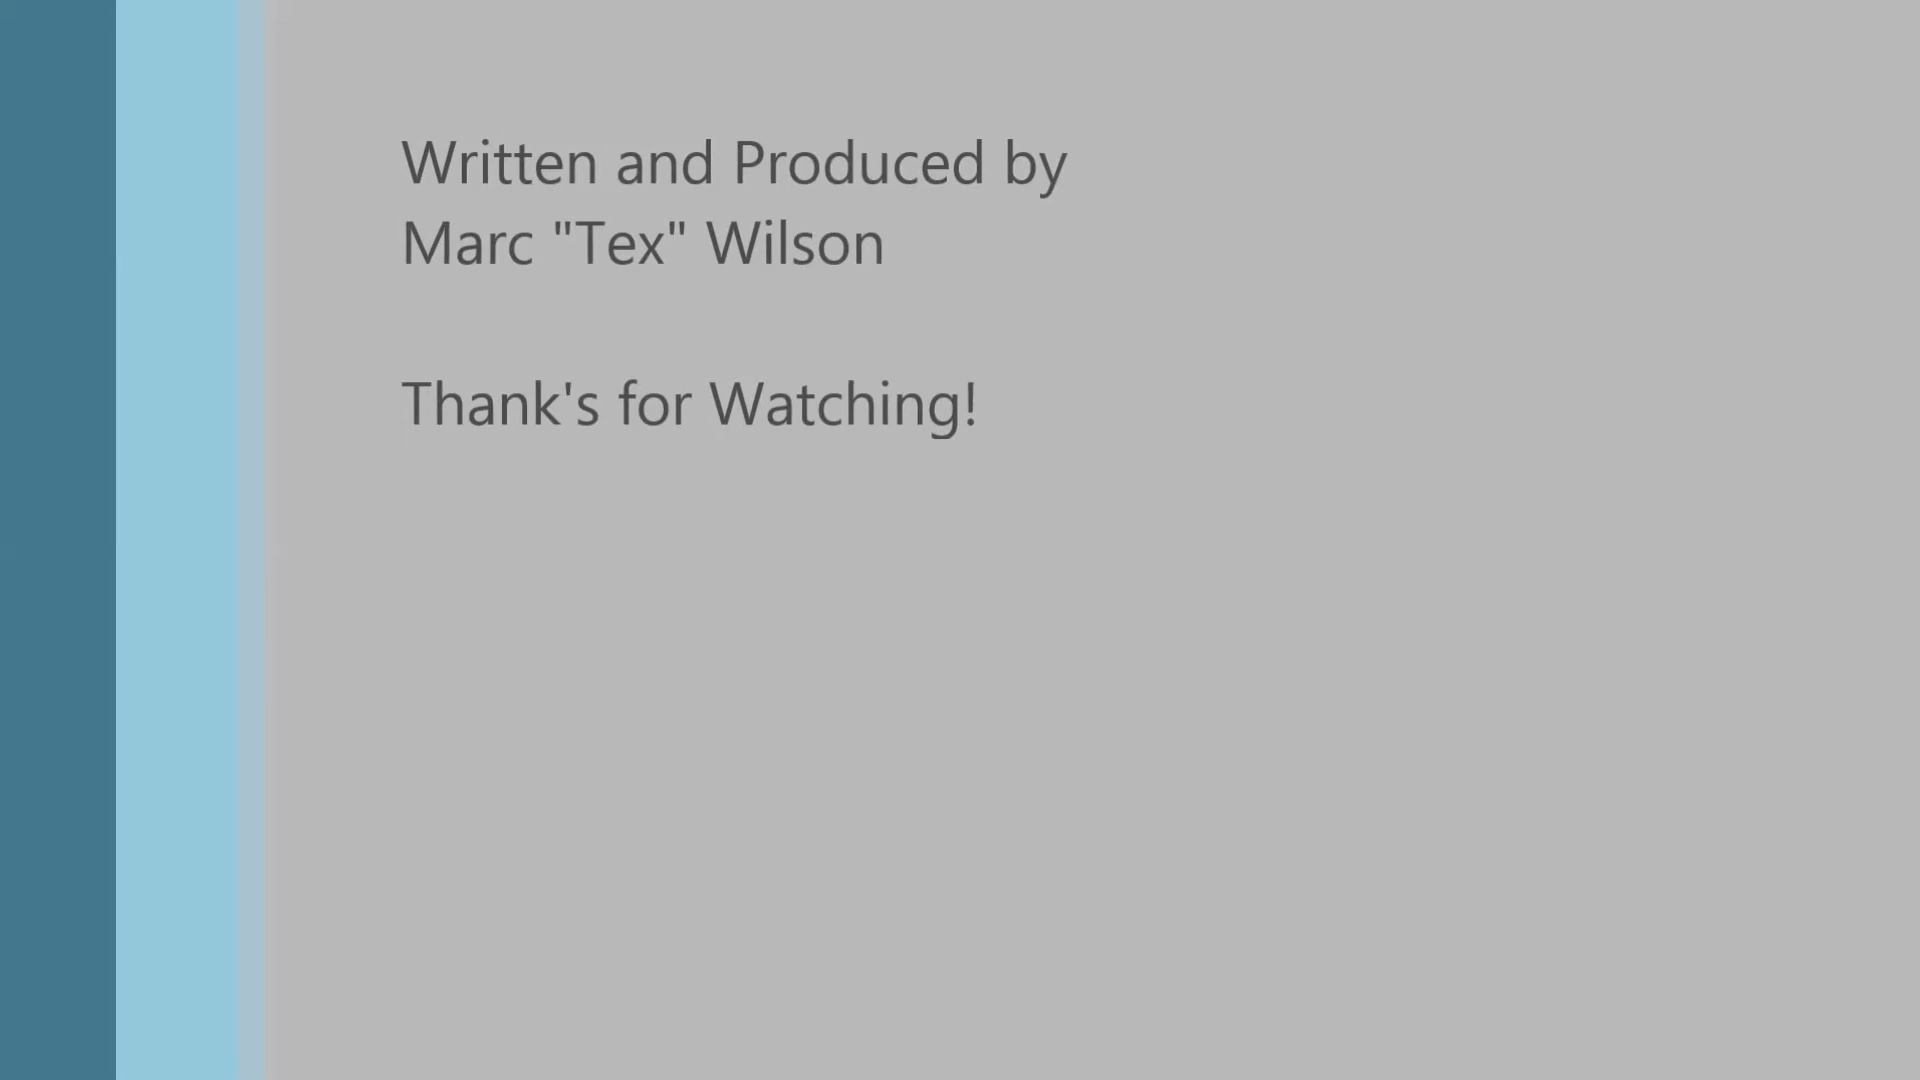 Written and Produced by
Marc "Tex" Wilson
Thank's for Watching!